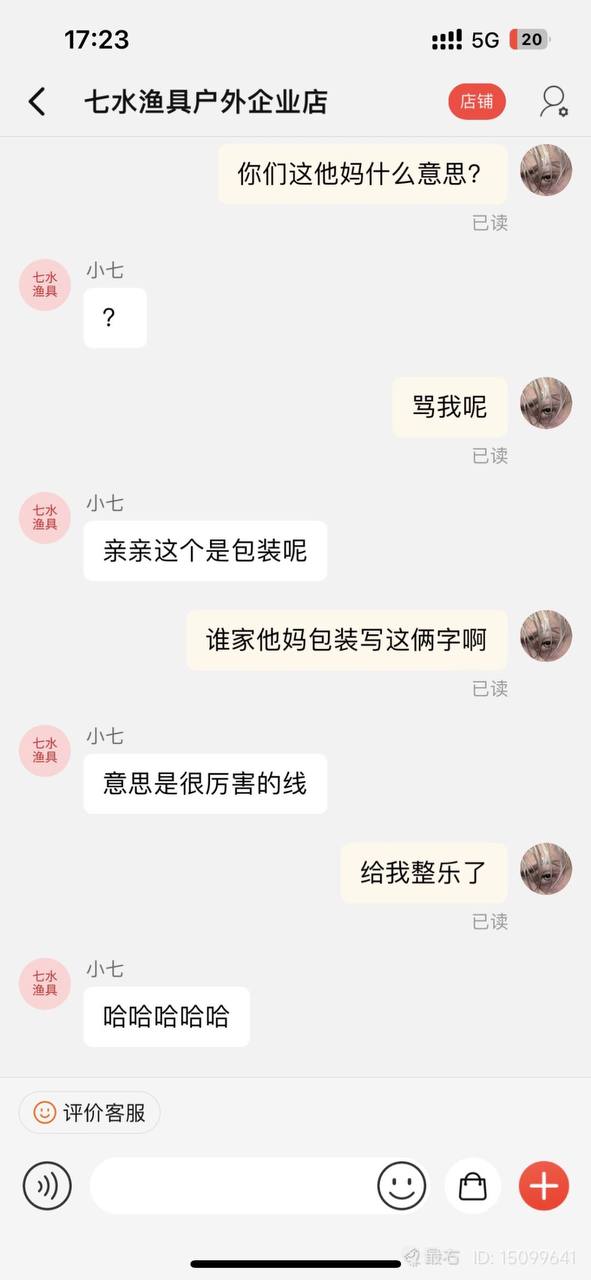 17:23
5G
20
七水渔具户外企业店
店铺
你们这他妈什么意思?
已读
七水
渔具
小七
?
骂我呢
已读
七水
渔具
小七
亲亲这个是包装呢
谁家他妈包装写这俩字啊
已读
七水
渔具
小七
意思是很厉害的线
给我整乐了
已读
七水
渔具
小七
哈哈哈哈哈
评价客服
最右 ID: 15099641